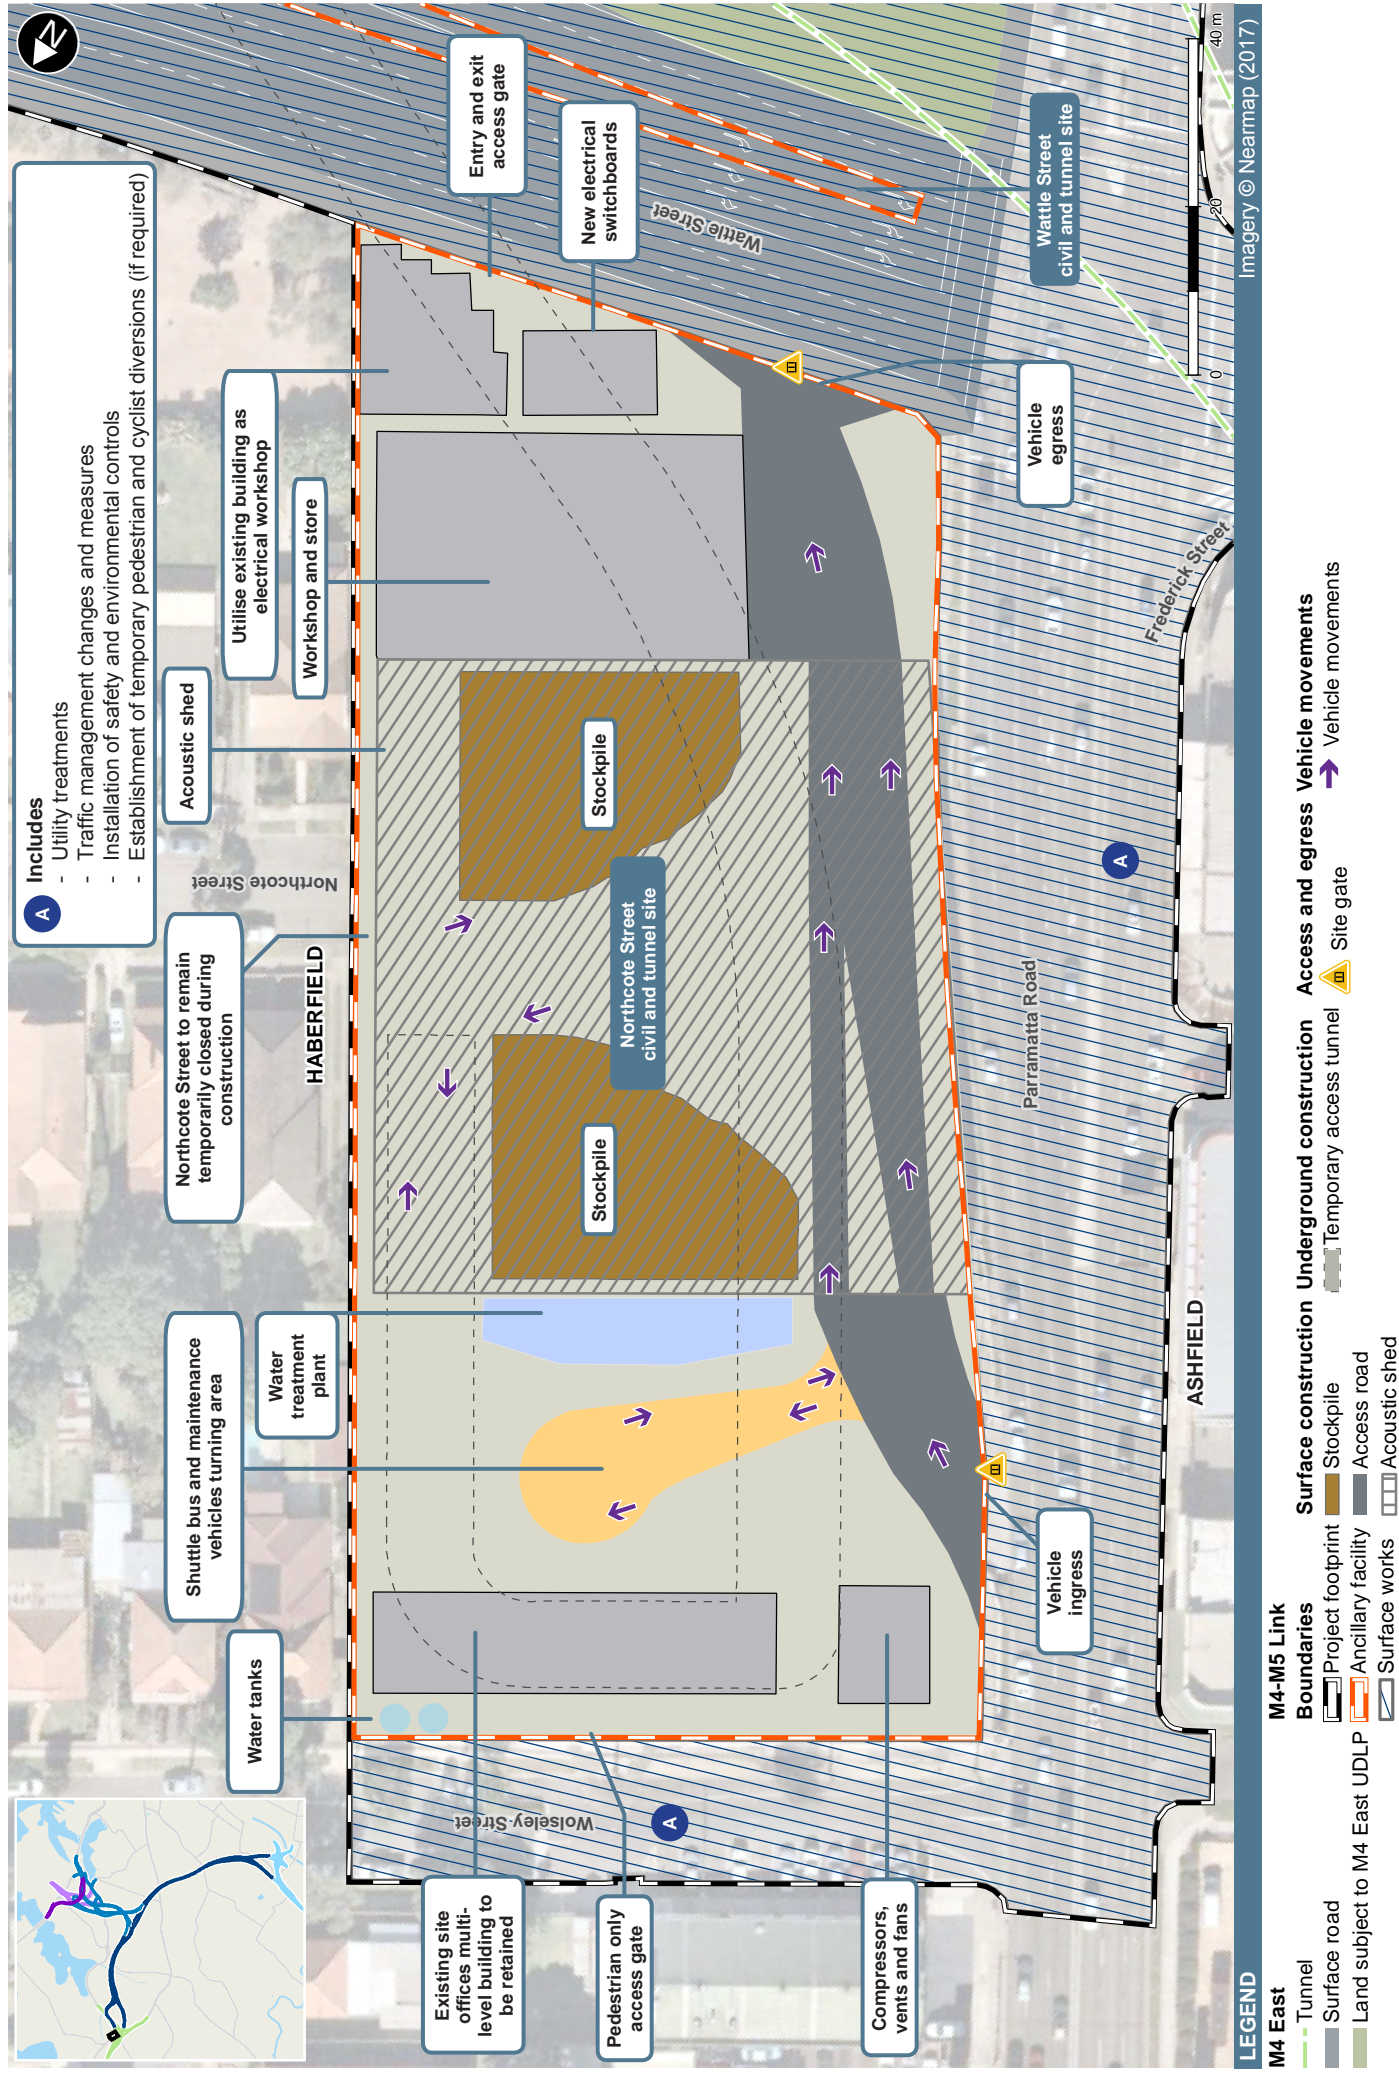 A
Includes
- Utility treatments
- Traffic management changes and measures
- Installation of safety and environmental controls
- Establishment of temporary pedestrian and cyclist diversions (if required)
N
Water tanks
Shuttle bus and maintenance
vehicles turning area
Water
treatment
plant
Northcote Street to remain
temporarily closed during
construction
Northcote Street
HABERFIELD
Acoustic shed
Utilise existing building as
electrical workshop
Workshop and store
Entry and exit
access gate
New electrical
switchboards
Wattle Street
Wattle Street
civil and tunnel site
Stockpile
Stockpile
Northcote Street
civil and tunnel site
Existing site
offices multi-
level building to
be retained
Pedestrian only
access gate
Compressors,
vents and fans
Wolseley Street
A
Vehicle
ingress
Vehicle
egress
Parramatta Road
A
Frederick Street
ASHFIELD
0
20
40 m
LEGEND
Imagery © Nearmap (2017)
M4 East
Tunnel
Surface road
Land subject to M4 East UDLP
M4-M5 Link
Boundaries
Project footprint
Ancillary facility
Surface works
Surface construction
Stockpile
Access road
Acoustic shed
Underground construction
Temporary access tunnel
Access and egress
Site gate
Vehicle movements
Vehicle movements